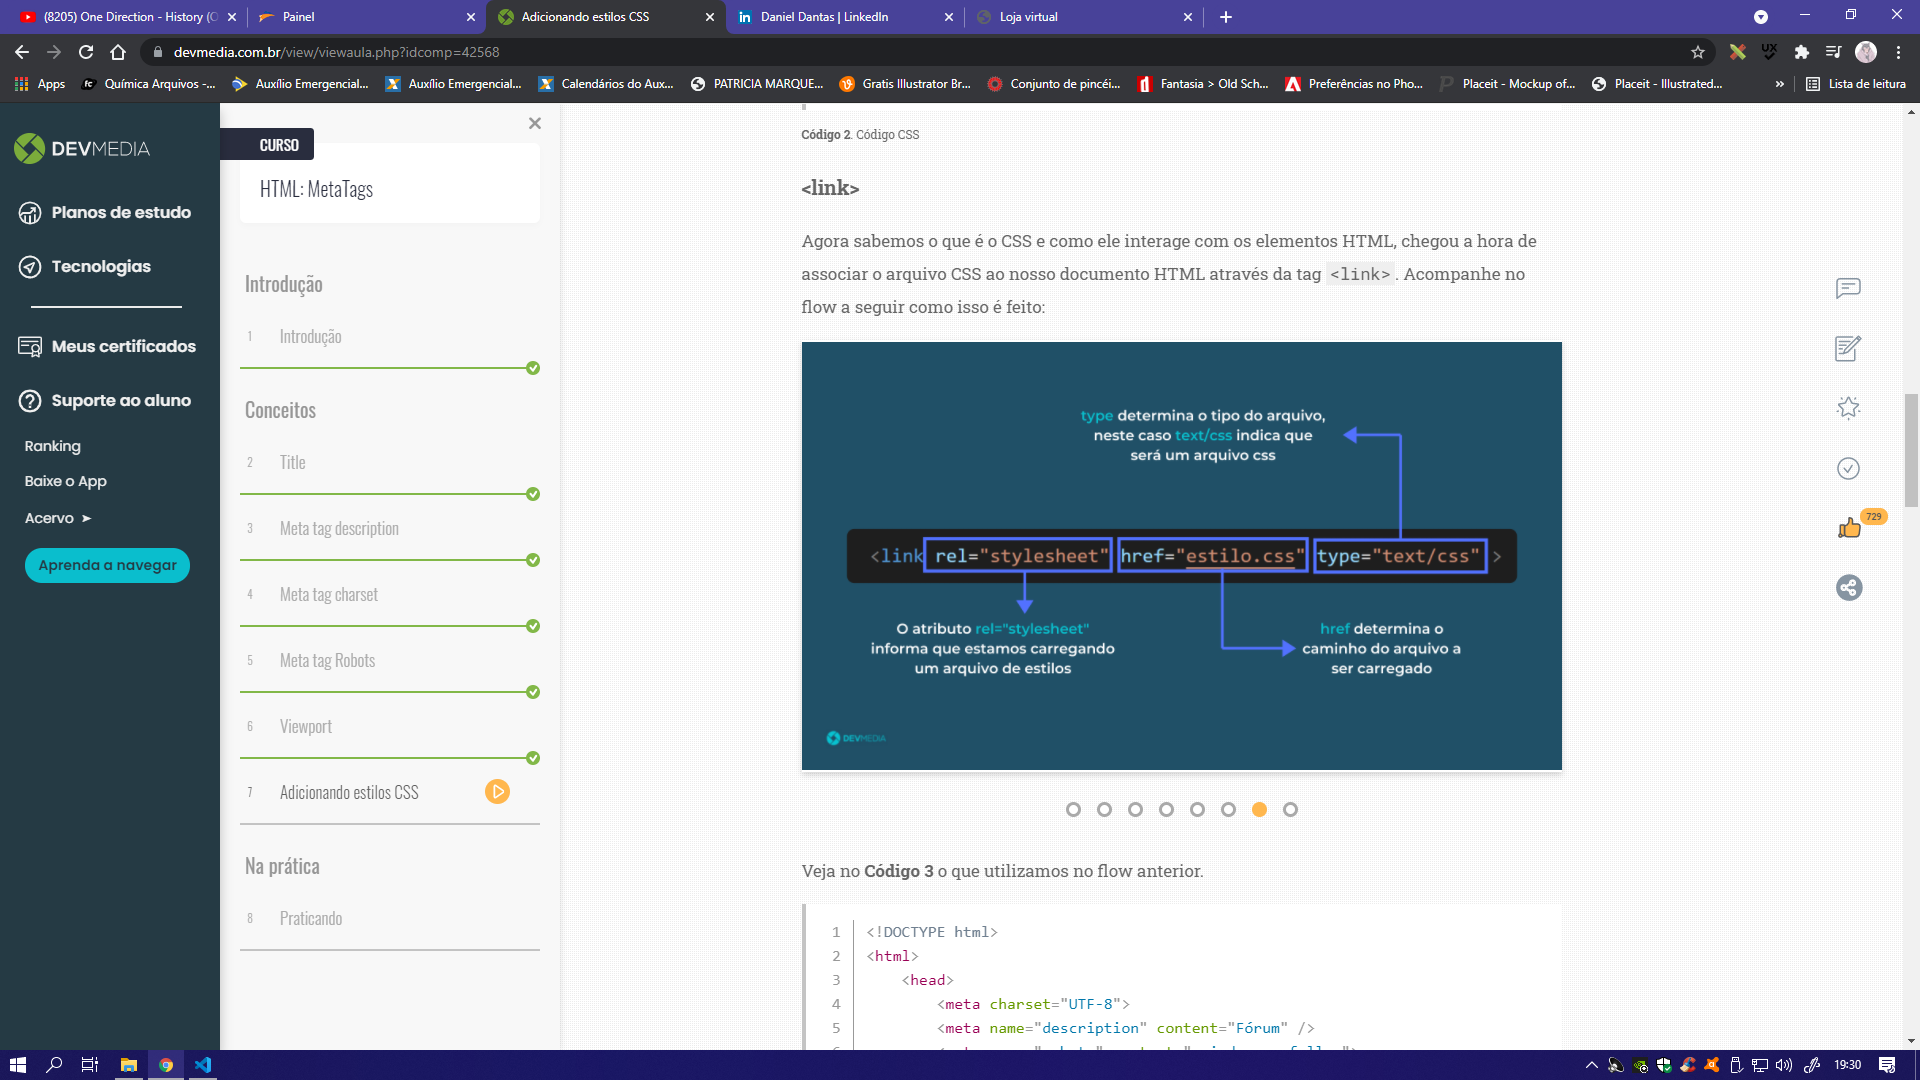 (8205) One Direction - History (O
Painel
Adicionando estilos CSS
Daniel Dantas | LinkedIn
Loja virtual
devmedia.com.br/view/viewaula.php?idcomp=42568
Apps
Química Arquivos -...
Auxílio Emergencial...
Auxílio Emergencial...
Calendários do Aux...
PATRICIA MARQUE...
Gratis Illustrator Br...
Conjunto de pincéi...
Fantasia > Old Sch...
Preferências no Pho...
Placeit - Mockup of...
Placeit - Illustrated...
»
Lista de leitura
DEVMEDIA
Planos de estudo
Tecnologias
Meus certificados
Suporte ao aluno
Ranking
Baixe o App
Acervo ➤
Aprenda a navegar
CURSO
HTML: MetaTags
Introdução
1 Introdução
Conceitos
2 Title
3 Meta tag description
4 Meta tag charset
5 Meta tag Robots
6 Viewport
7 Adicionando estilos CSS
Na prática
8 Praticando
Código 2. Código CSS
<link>
Agora sabemos o que é o CSS e como ele interage com os elementos HTML, chegou a hora de
associar o arquivo CSS ao nosso documento HTML através da tag <link>. Acompanhe no
flow a seguir como isso é feito:
type determina o tipo do arquivo,
neste caso text/css indica que
será um arquivo css
<link rel="stylesheet" href="estilo.css" type="text/css" >
O atributo rel="stylesheet"
informa que estamos carregando
um arquivo de estilos
href determina o
caminho do arquivo a
ser carregado
DEVMEDIA
Veja no Código 3 o que utilizamos no flow anterior.
1 <!DOCTYPE html>
2 <html>
3 <head>
4 <meta charset="UTF-8">
5 <meta name="description" content="Fórum" />
729
19:30